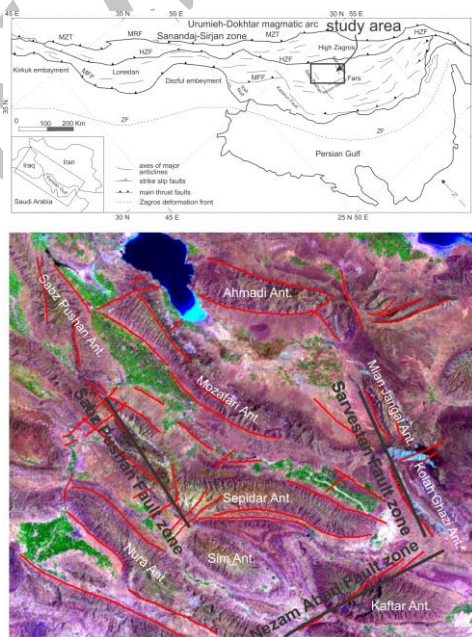 45 E
35 N
50 E
Urumieh-Dokhtar magmatic arc
30 N
55 E
MZT
MRF
Sanandaj-Sirjan zone
MZT
study area
HZF
HZF
High Zagros
Kirkuk embayment
MFF
Lorestan
Dezful embayment
HZF
MFF
Fars
35 N
ZF
ZF
0 100 200 Km
Persian Gulf
Iraq
Iran
Persian Gulf
Saudi Arabia
axes of major
anticlines
strike slip faults
main thrust faults
Zagros deformation front
N
30 N
45 E
25 N
50 E
Sabz Pushan Ant.
Ahmadi Ant.
Mozafari Ant.
Sabz Pushan Fault zone
Sarvestan Fault zone
Mian Jangal Ant.
Kolah Ghazi Ant.
Sepidar Ant.
Nura Ant.
Sim Ant.
Nezam Abad Fault zone
Kaftar Ant.